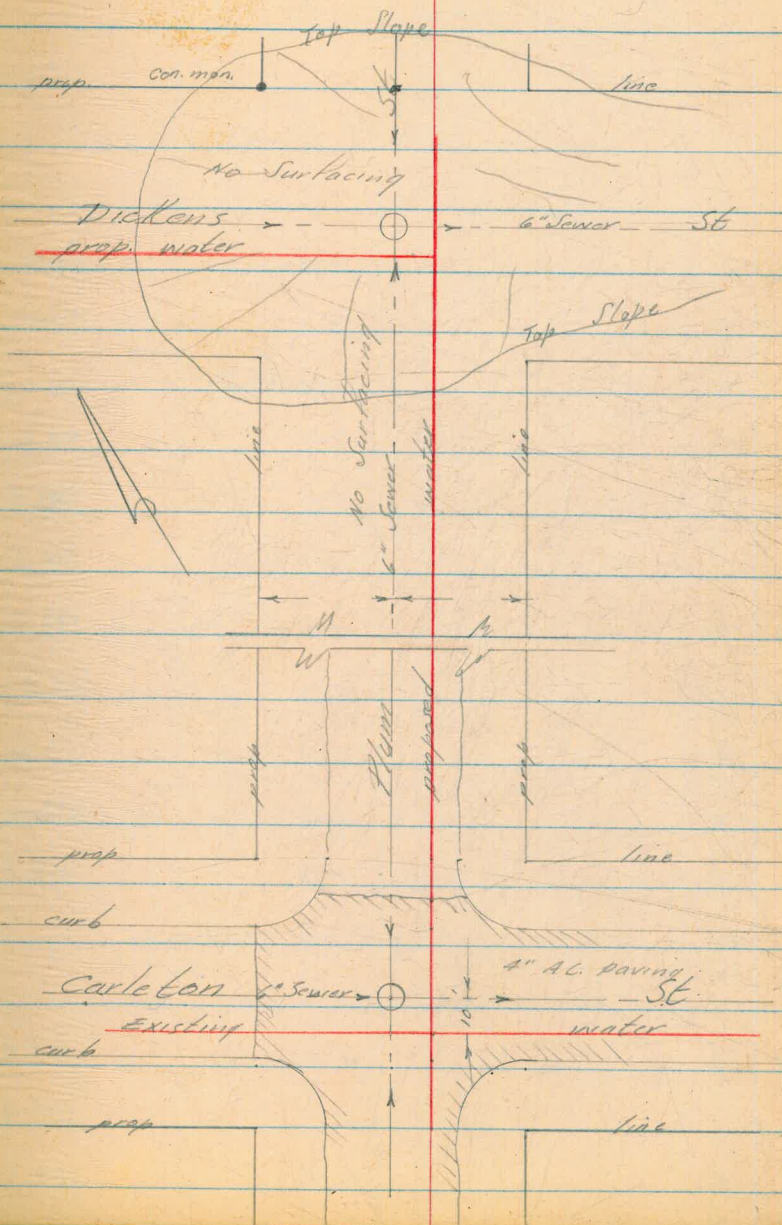 Top Slope
prop. con. mon. line
St
No Surfacing
Dickens 6" Sewer St
prop. water
Top Slope
No Surfacing
6" Sewer
water
line
line
Plum
proposed
prop
prop
prop line
curb
4" A.C. paving
Carleton 6" Sewer St
10'
Existing water
curb
prop line